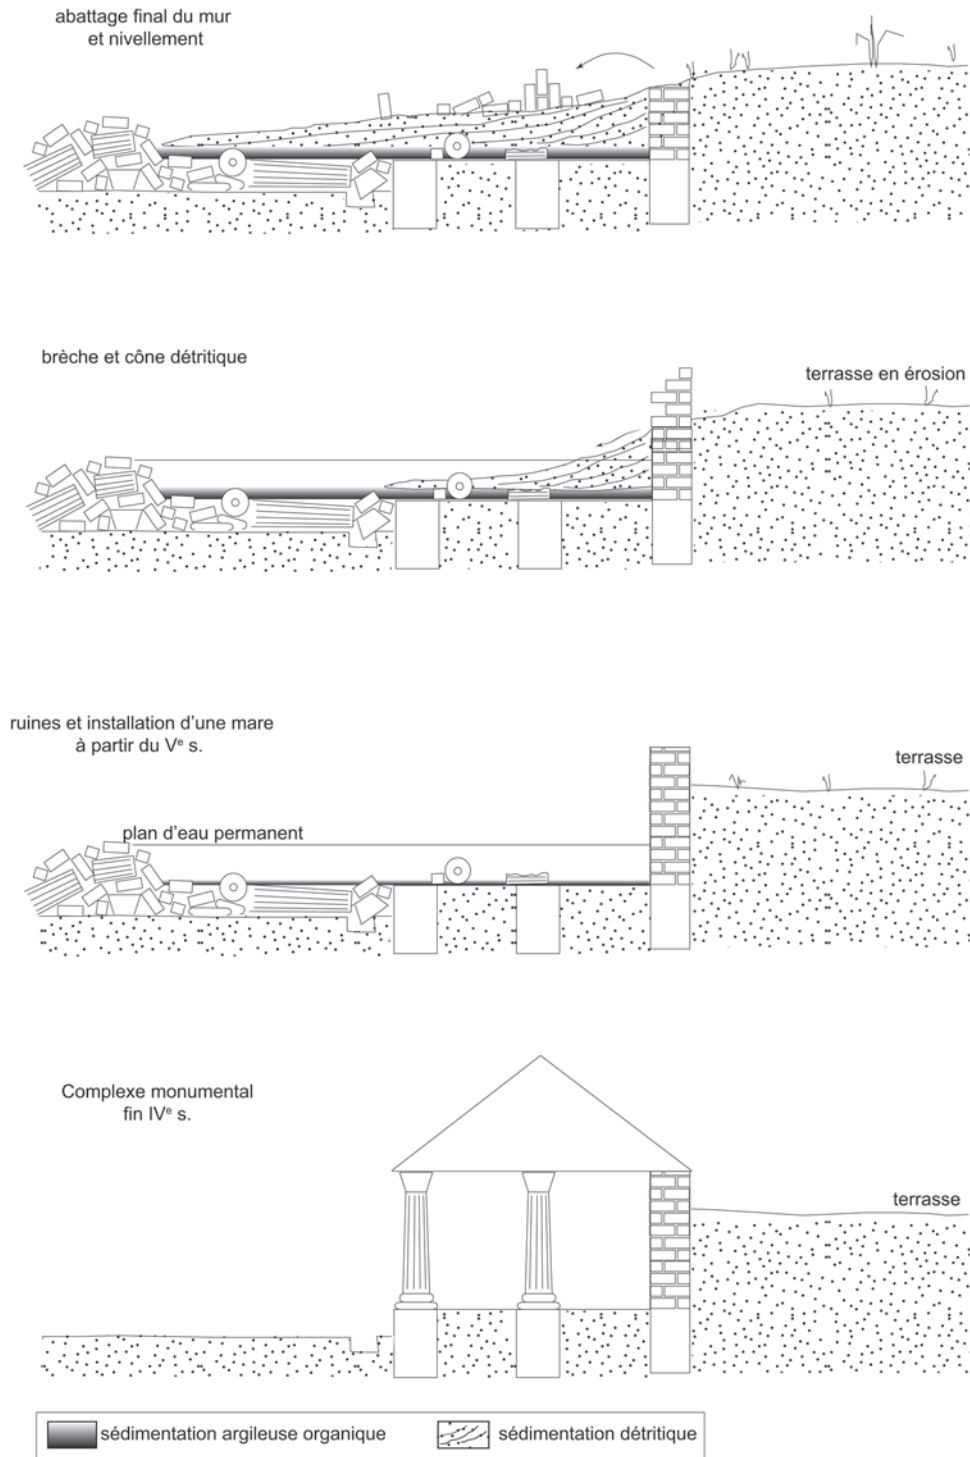 abattage final du mur
et nivellement
brèche et cône détritique
terrasse en érosion
ruines et installation d'une mare
à partir du Vᵉ s.
terrasse
plan d'eau permanent
Complexe monumental
fin IVᵉ s.
terrasse
sédimentation argileuse organique
sédimentation détritique